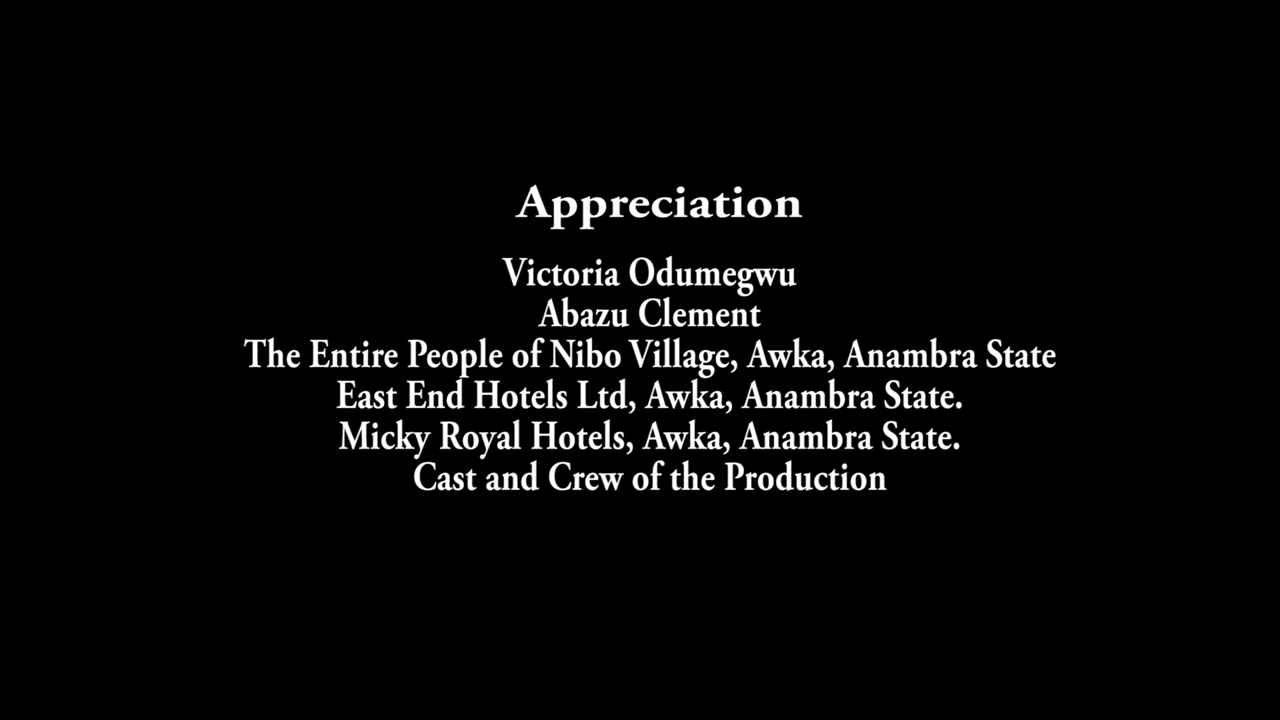 Appreciation
Victoria Odumegwu
Abazu Clement
The Entire People of Nibo Village, Awka, Anambra State
East End Hotels Ltd, Awka, Anambra State.
Micky Royal Hotels, Awka, Anambra State.
Cast and Crew of the Production